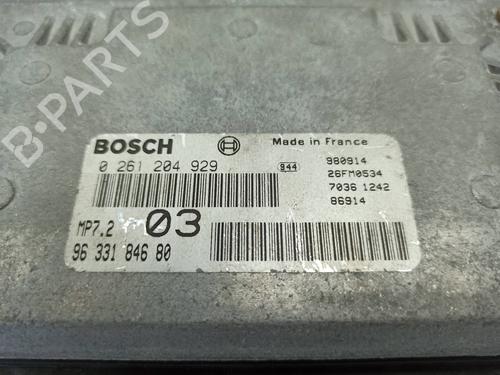 B-PARTS
BOSCH
Made in France
0 261 204 929
944
980914
26FM0534
7036 1242
86914
MP7.2
03
96 331 846 80